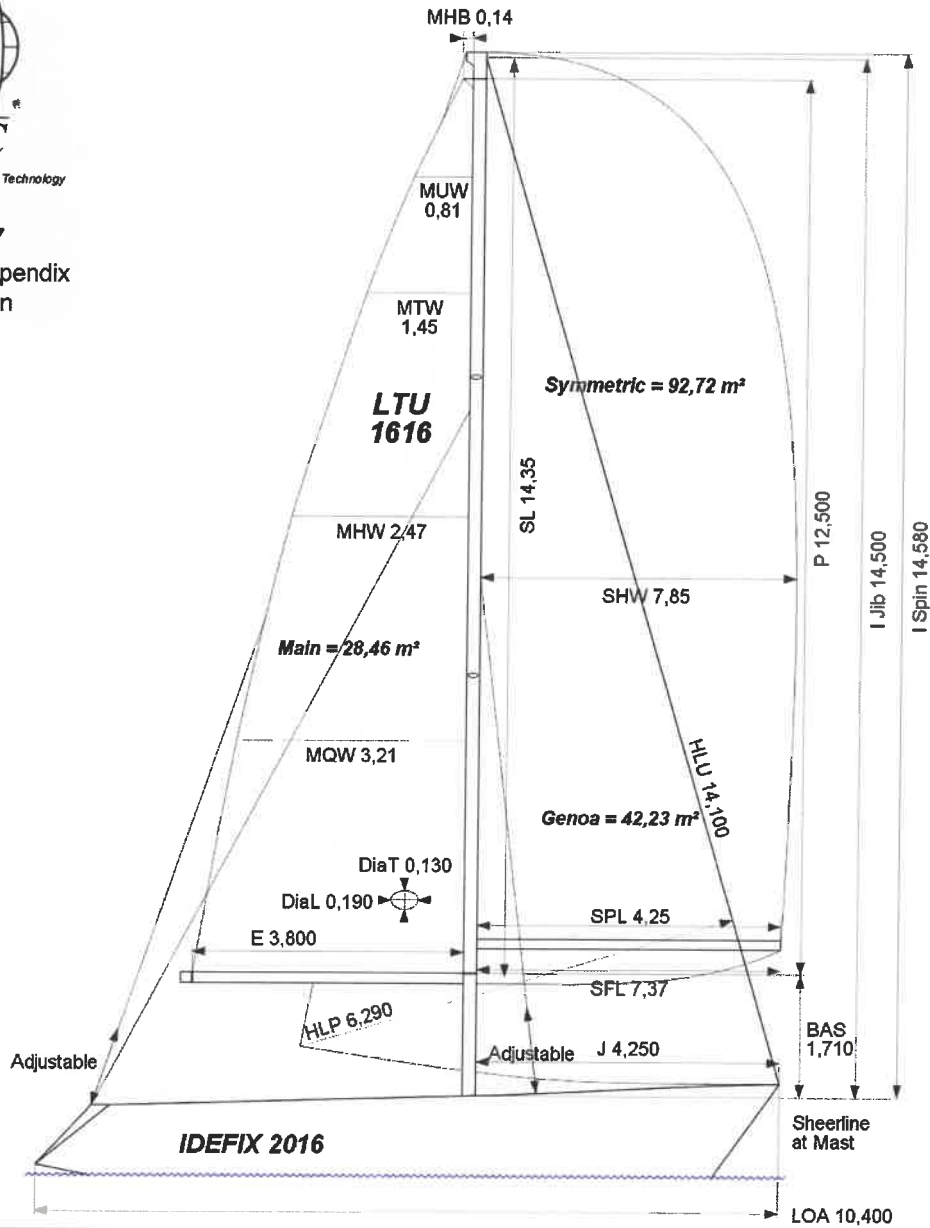 MHB 0,14
Technology
pendix
n
MUW
0,81
MTW
1,45
LTU
1616
Symmetric = 92,72 m²
SL 14,35
P 12,500
I Jib 14,500
I Spin 14,580
MHW 2,47
SHW 7,85
Main = 28,46 m²
MQW 3,21
HLU 14,100
Genoa = 42,23 m²
DiaT 0,130
DiaL 0,190
SPL 4,25
E 3,800
SFL 7,37
HLP 6,290
BAS
1,710
Adjustable
Adjustable
J 4,250
Sheerline
at Mast
IDEFIX 2016
LOA 10,400